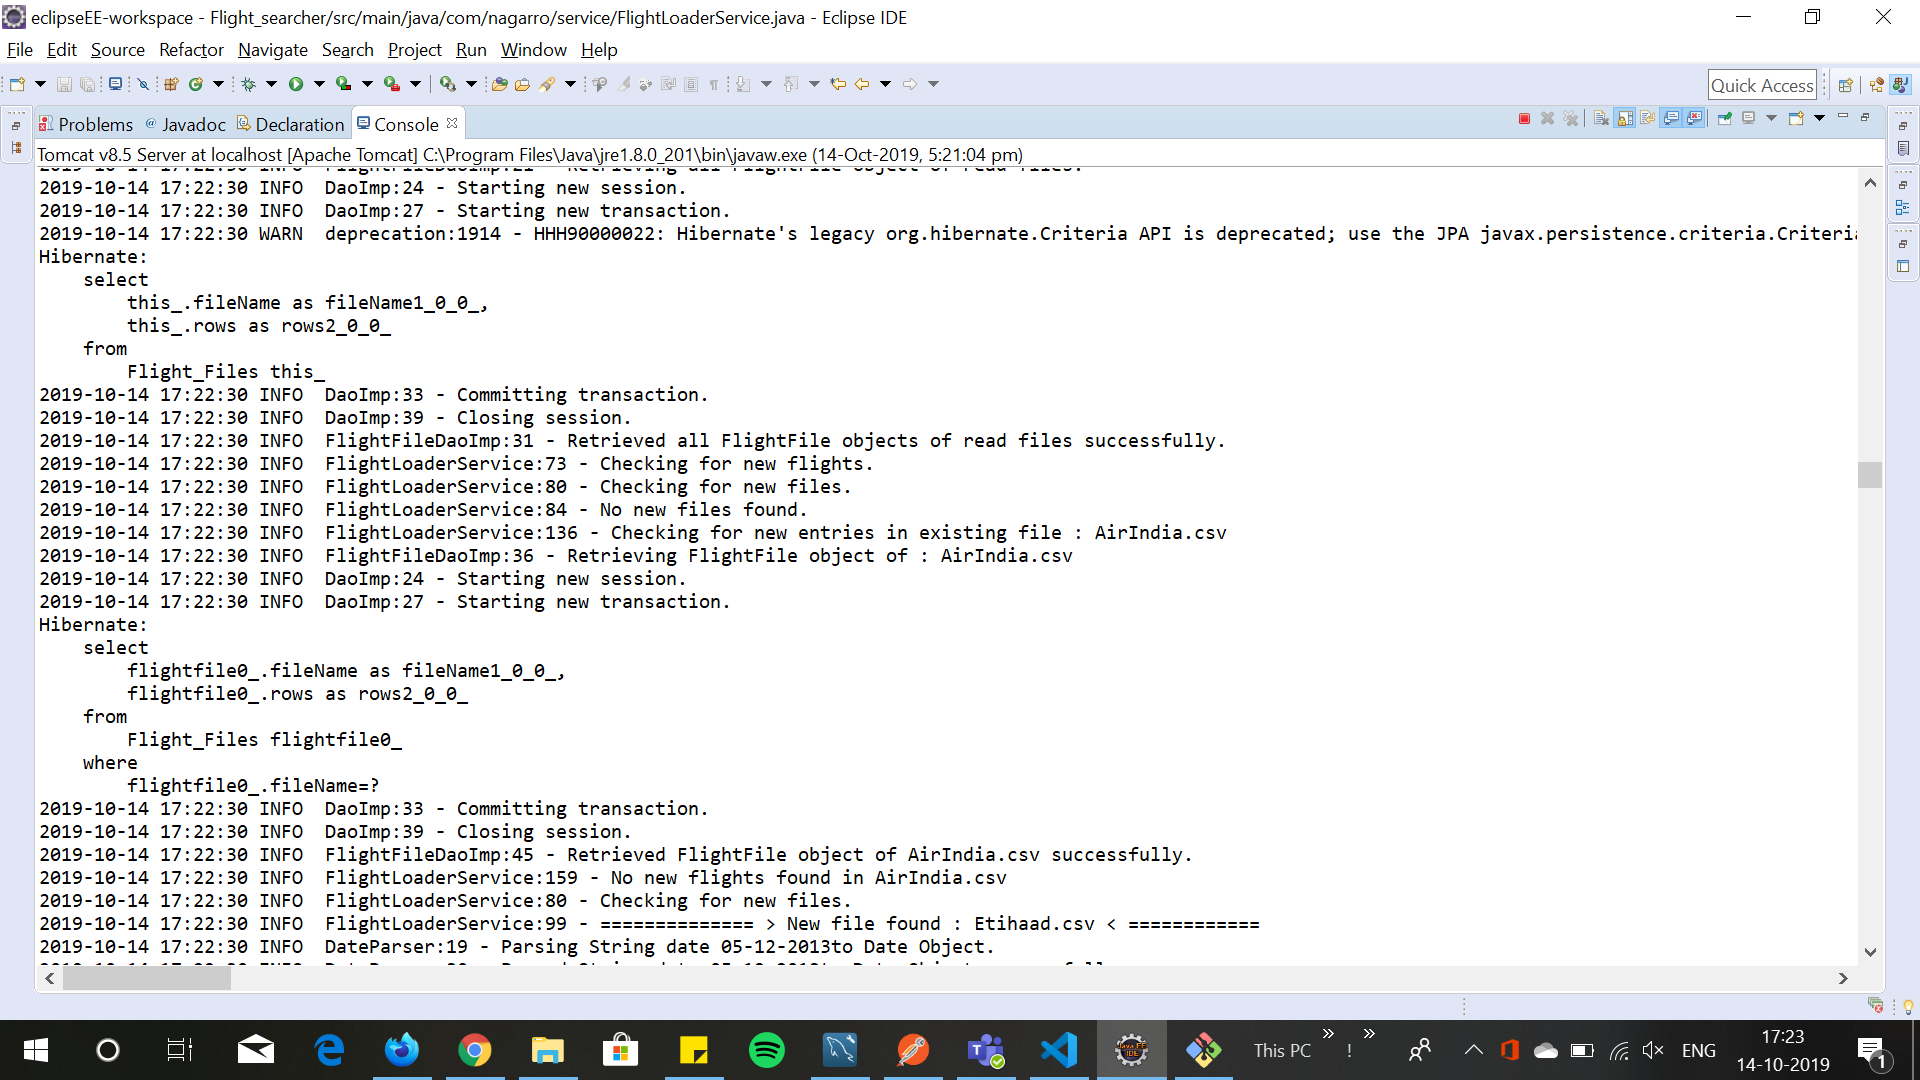 eclipseEE-workspace - Flight_searcher/src/main/java/com/nagarro/service/FlightLoaderService.java - Eclipse IDE
File Edit Source Refactor Navigate Search Project Run Window Help
Quick Access
Problems @ Javadoc Declaration Console
Tomcat v8.5 Server at localhost [Apache Tomcat] C:\Program Files\Java\jre1.8.0_201\bin\javaw.exe (14-Oct-2019, 5:21:04 pm)
2019-10-14 17:22:30 INFO  FlightFileDaoImp:21 - Retrieving all FlightFile object of read files.
2019-10-14 17:22:30 INFO  DaoImp:24 - Starting new session.
2019-10-14 17:22:30 INFO  DaoImp:27 - Starting new transaction.
2019-10-14 17:22:30 WARN  deprecation:1914 - HHH90000022: Hibernate's legacy org.hibernate.Criteria API is deprecated; use the JPA javax.persistence.criteria.Criteria
Hibernate:
    select
        this_.fileName as fileName1_0_0_,
        this_.rows as rows2_0_0_
    from
        Flight_Files this_
2019-10-14 17:22:30 INFO  DaoImp:33 - Committing transaction.
2019-10-14 17:22:30 INFO  DaoImp:39 - Closing session.
2019-10-14 17:22:30 INFO  FlightFileDaoImp:31 - Retrieved all FlightFile objects of read files successfully.
2019-10-14 17:22:30 INFO  FlightLoaderService:73 - Checking for new flights.
2019-10-14 17:22:30 INFO  FlightLoaderService:80 - Checking for new files.
2019-10-14 17:22:30 INFO  FlightLoaderService:84 - No new files found.
2019-10-14 17:22:30 INFO  FlightLoaderService:136 - Checking for new entries in existing file : AirIndia.csv
2019-10-14 17:22:30 INFO  FlightFileDaoImp:36 - Retrieving FlightFile object of : AirIndia.csv
2019-10-14 17:22:30 INFO  DaoImp:24 - Starting new session.
2019-10-14 17:22:30 INFO  DaoImp:27 - Starting new transaction.
Hibernate:
    select
        flightfile0_.fileName as fileName1_0_0_,
        flightfile0_.rows as rows2_0_0_
    from
        Flight_Files flightfile0_
    where
        flightfile0_.fileName=?
2019-10-14 17:22:30 INFO  DaoImp:33 - Committing transaction.
2019-10-14 17:22:30 INFO  DaoImp:39 - Closing session.
2019-10-14 17:22:30 INFO  FlightFileDaoImp:45 - Retrieved FlightFile object of AirIndia.csv successfully.
2019-10-14 17:22:30 INFO  FlightLoaderService:159 - No new flights found in AirIndia.csv
2019-10-14 17:22:30 INFO  FlightLoaderService:80 - Checking for new files.
2019-10-14 17:22:30 INFO  FlightLoaderService:99 - ============== > New file found : Etihaad.csv < ============
2019-10-14 17:22:30 INFO  DateParser:19 - Parsing String date 05-12-2013to Date Object.
This PC
ENG
17:23
14-10-2019
1